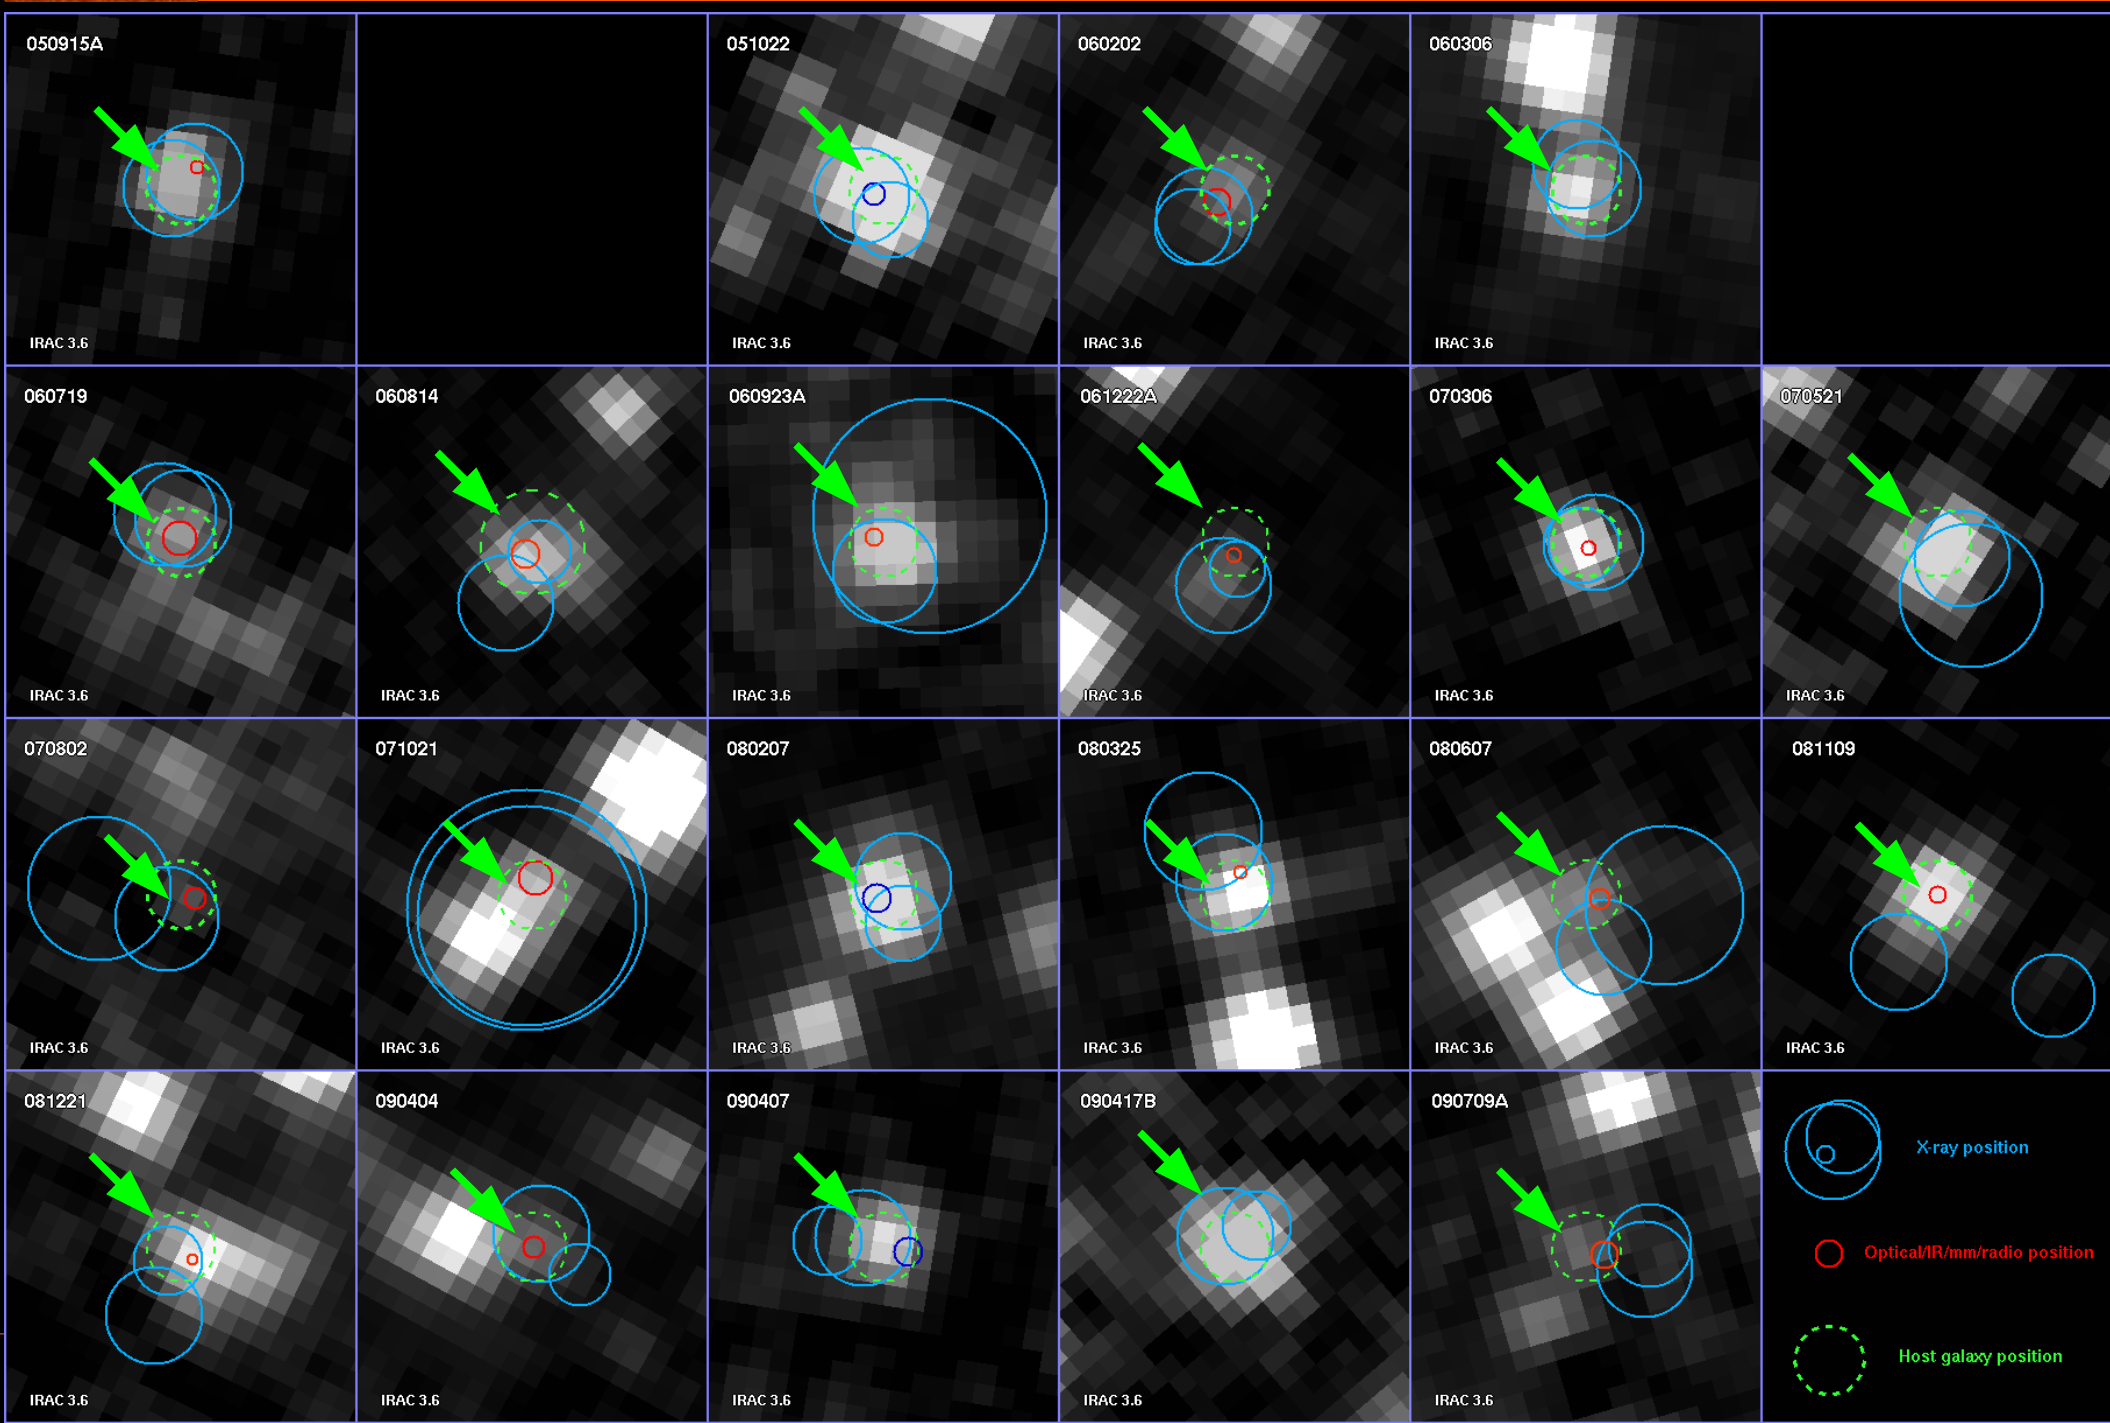 050915A
051022
060202
060306
IRAC 3.6
IRAC 3.6
IRAC 3.6
IRAC 3.6
060719
060814
060923A
061222A
070306
070521
IRAC 3.6
IRAC 3.6
IRAC 3.6
IRAC 3.6
IRAC 3.6
IRAC 3.6
070802
071021
080207
080325
080607
081109
IRAC 3.6
IRAC 3.6
IRAC 3.6
IRAC 3.6
IRAC 3.6
IRAC 3.6
081221
090404
090407
090417B
090709A
X-ray position
Optical/IR/mm/radio position
Host galaxy position
IRAC 3.6
IRAC 3.6
IRAC 3.6
IRAC 3.6
IRAC 3.6